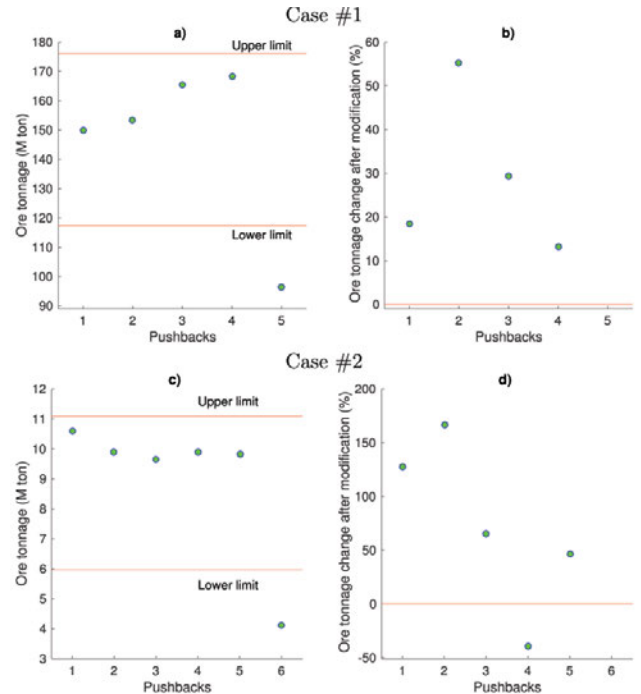 Case #1
a)
Upper limit
Lower limit
Ore tonnage (M ton)
180
170
160
150
140
130
120
110
100
90
1 2 3 4 5
Pushbacks
b)
Ore tonnage change after modification (%)
60
50
40
30
20
10
0
1 2 3 4 5
Pushbacks
Case #2
c)
Upper limit
Lower limit
Ore tonnage (M ton)
12
11
10
9
8
7
6
5
4
3
1 2 3 4 5 6
Pushbacks
d)
Ore tonnage change after modification (%)
200
150
100
50
0
-50
1 2 3 4 5 6
Pushbacks